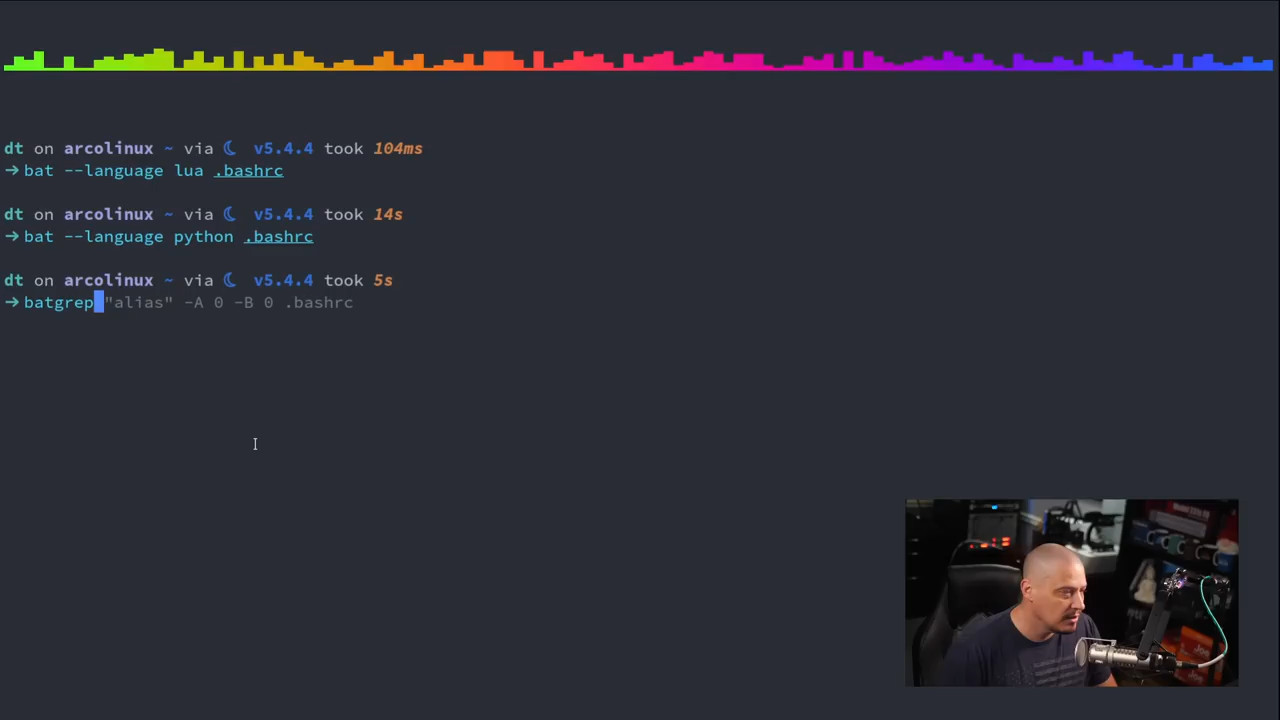 dt on arcolinux ~ via v5.4.4 took 104ms
→ bat --language lua .bashrc
dt on arcolinux ~ via v5.4.4 took 14s
→ bat --language python .bashrc
dt on arcolinux ~ via v5.4.4 took 5s
→ batgrep "alias" -A 0 -B 0 .bashrc